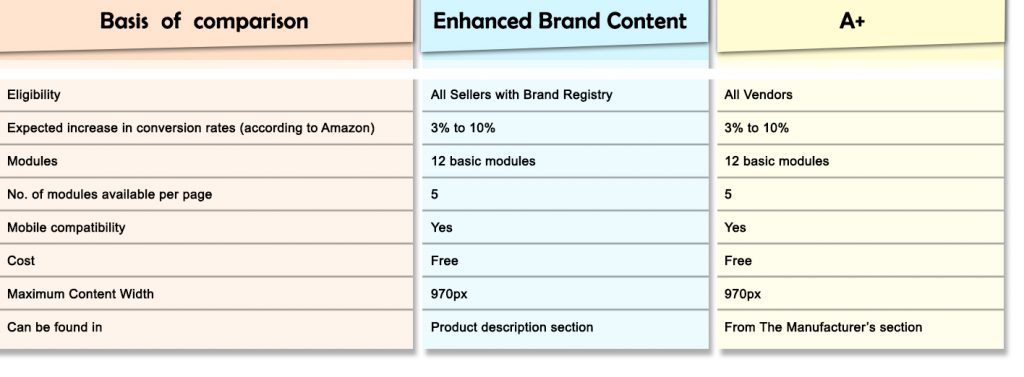 Basis of comparison Enhanced Brand Content A+
Eligibility All Sellers with Brand Registry All Vendors
Expected increase in conversion rates (according to Amazon) 3% to 10% 3% to 10%
Modules 12 basic modules 12 basic modules
No. of modules available per page 5 5
Mobile compatibility Yes Yes
Cost Free Free
Maximum Content Width 970px 970px
Can be found in Product description section From The Manufacturer's section